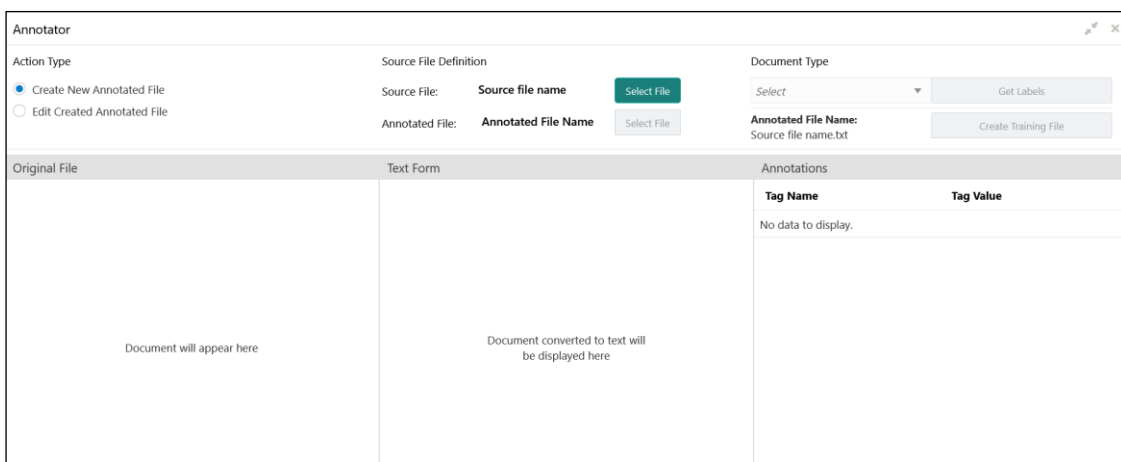 Annotator
Action Type
Create New Annotated File
Edit Created Annotated File
Source File Definition
Source File: Source file name Select File
Annotated File: Annotated File Name Select File
Document Type
Select Get Labels
Annotated File Name:
Source file name.txt
Create Training File
Original File
Document will appear here
Text Form
Document converted to text will
be displayed here
Annotations
Tag Name Tag Value
No data to display.